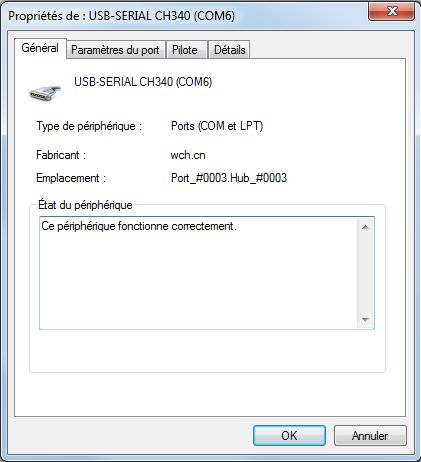 Propriétés de : USB-SERIAL CH340 (COM6)
Général
Paramètres du port
Pilote
Détails
USB-SERIAL CH340 (COM6)
Type de périphérique :
Ports (COM et LPT)
Fabricant :
wch.cn
Emplacement :
Port_#0003.Hub_#0003
État du périphérique
Ce périphérique fonctionne correctement.
OK
Annuler